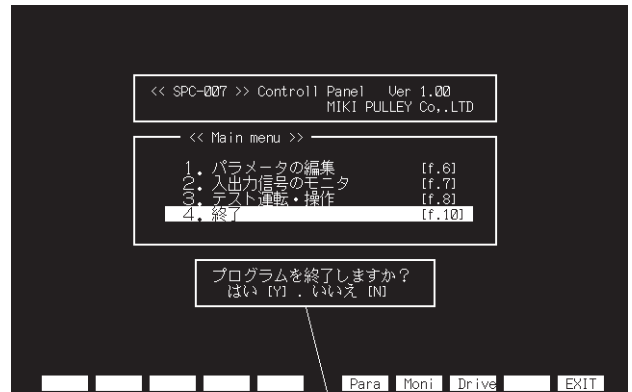 << SPC-007 >> Controll Panel Ver 1.00
MIKI PULLEY Co,.LTD
<< Main menu >>
1. パラメータの編集 [f.6]
2. 入出力信号のモニタ [f.7]
3. テスト運転・操作 [f.8]
4. 終了 [f.10]
プログラムを終了しますか?
はい [Y] . いいえ [N]
Para Moni Drive EXIT